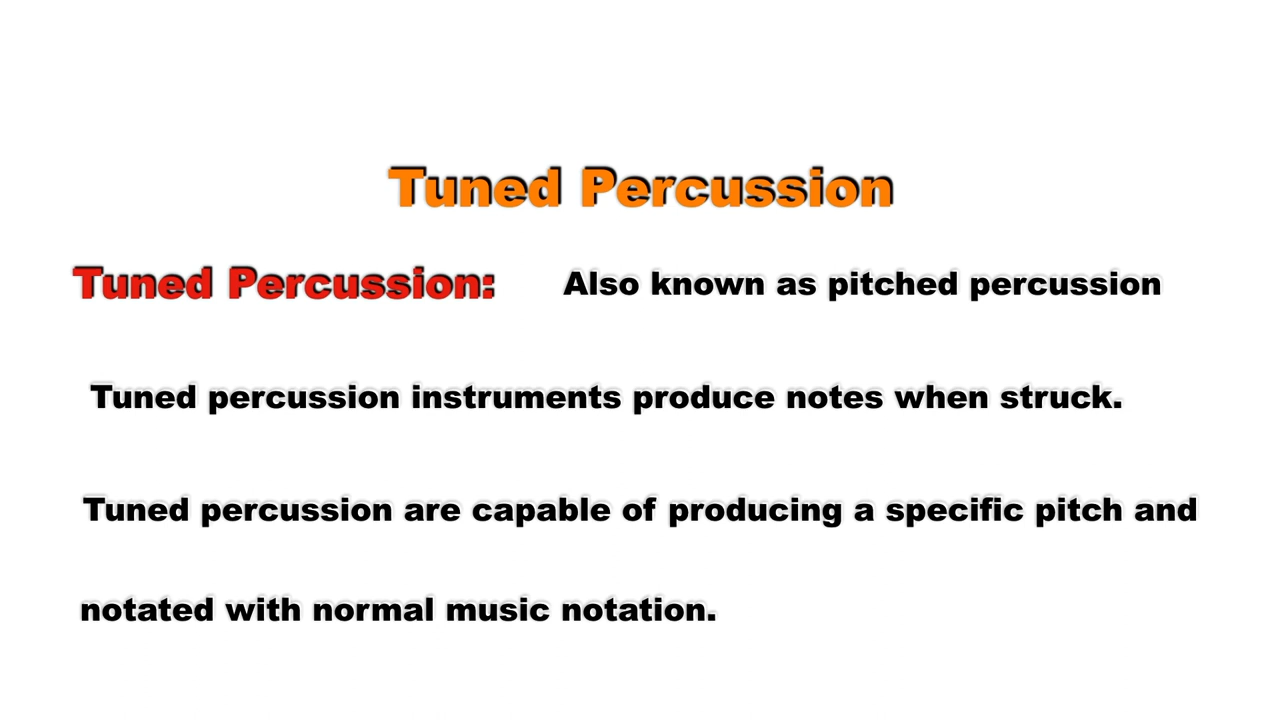 Tuned Percussion
Tuned Percussion: Also known as pitched percussion
Tuned percussion instruments produce notes when struck.
Tuned percussion are capable of producing a specific pitch and
notated with normal music notation.